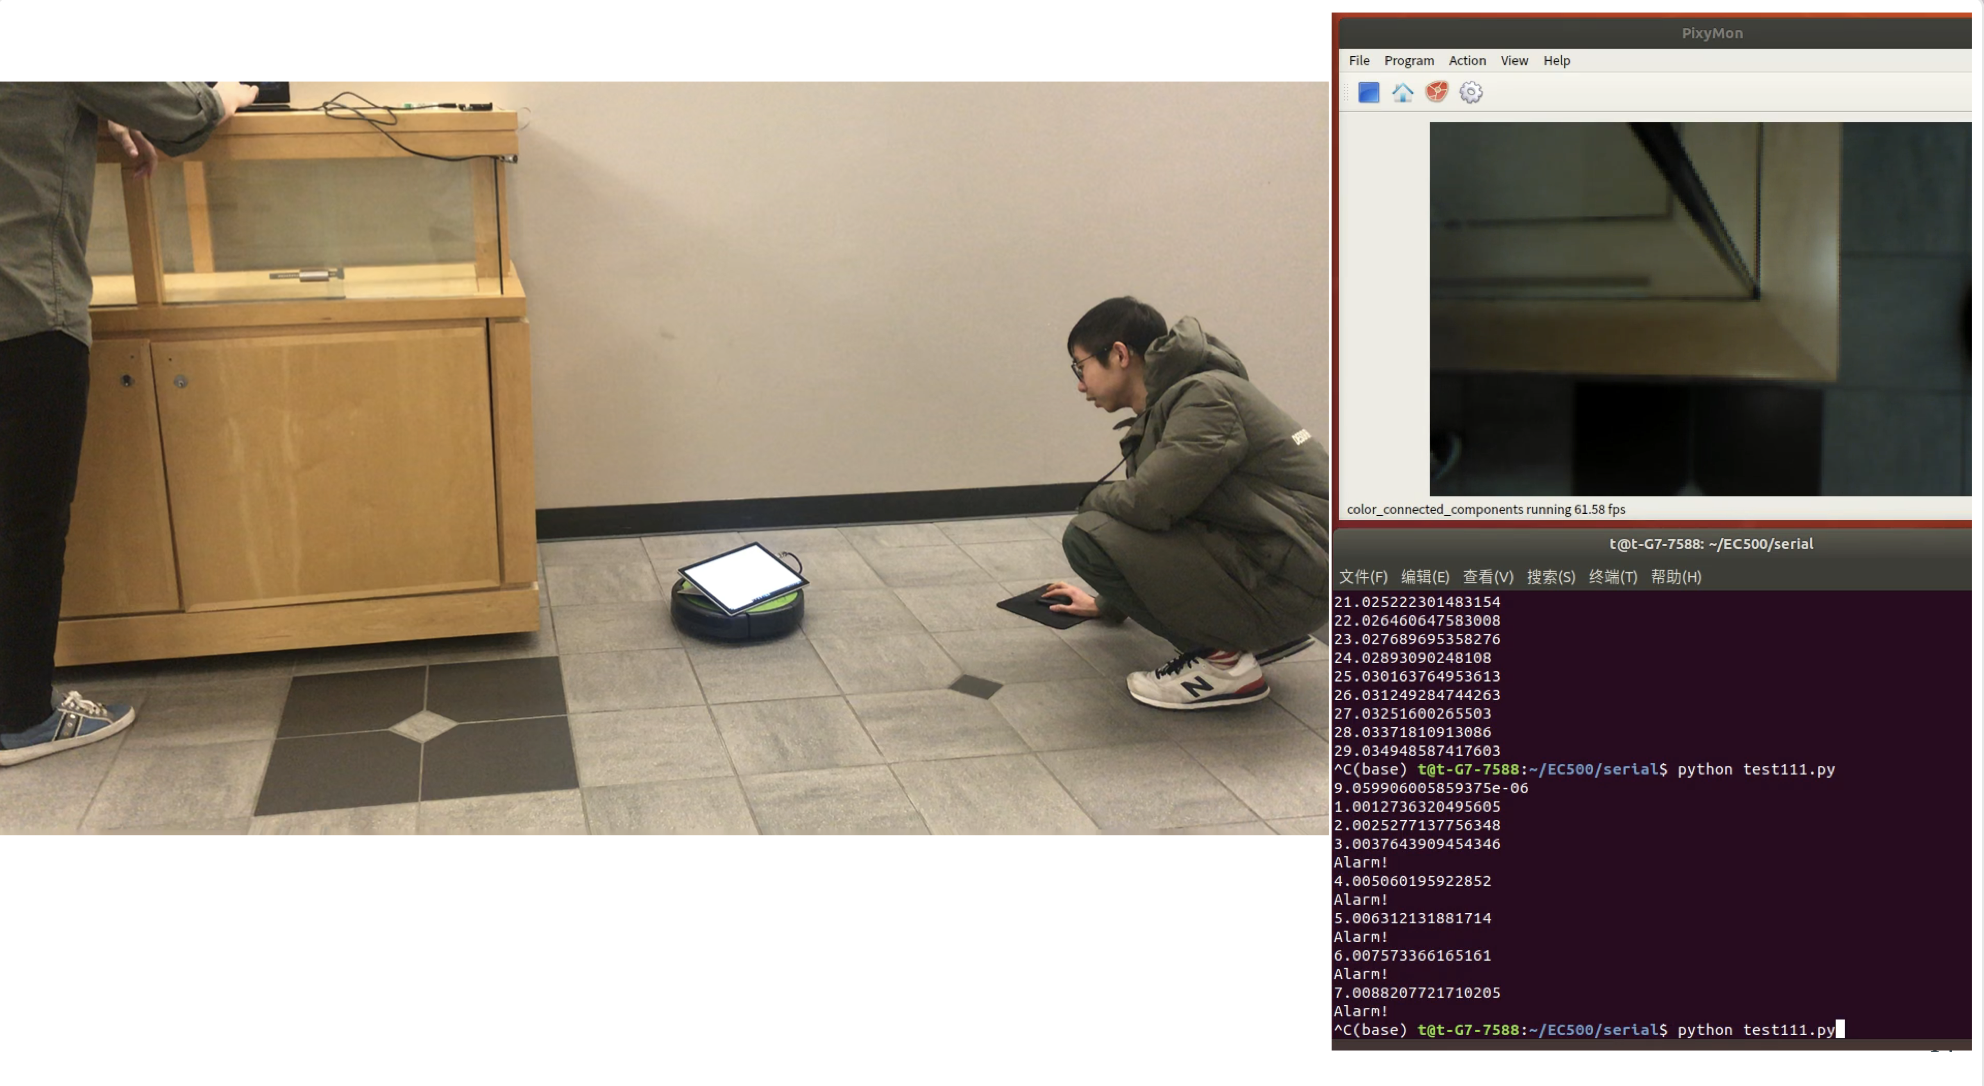 PixyMon
File Program Action View Help
color_connected_components running 61.58 fps
t@t-G7-7588: ~/EC500/serial
文件(F) 编辑(E) 查看(V) 搜索(S) 终端(T) 帮助(H)
21.025222301483154
22.026460647583008
23.027689695358276
24.02893090248108
25.030163764953613
26.031249284744263
27.03251600265503
28.03371810913086
29.034948587417603
^C(base) t@t-G7-7588:~/EC500/serial$ python test111.py
9.059906005859375e-06
1.0012736320495605
2.0025277137756348
3.0037643909454346
Alarm!
4.005060195922852
Alarm!
5.006312131881714
Alarm!
6.007573366165161
Alarm!
7.0088207721710205
Alarm!
^C(base) t@t-G7-7588:~/EC500/serial$ python test111.py
N